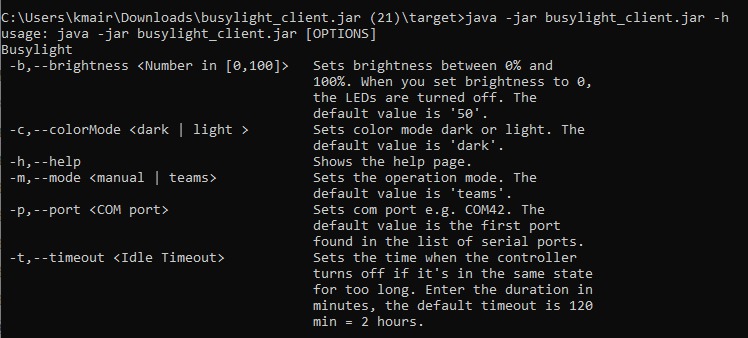 C:\Users\kmair\Downloads\busylight_client.jar (21)\target>java -jar busylight_client.jar -h
usage: java -jar busylight_client.jar [OPTIONS]
Busylight
 -b,--brightness <Number in [0,100]>   Sets brightness between 0% and
                                       100%. When you set brightness to 0,
                                       the LEDs are turned off. The
                                       default value is '50'.
 -c,--colorMode <dark | light >        Sets color mode dark or light. The
                                       default value is 'dark'.
 -h,--help                             Shows the help page.
 -m,--mode <manual | teams>            Sets the operation mode. The
                                       default value is 'teams'.
 -p,--port <COM port>                  Sets com port e.g. COM42. The
                                       default value is the first port
                                       found in the list of serial ports.
 -t,--timeout <Idle Timeout>           Sets the time when the controller
                                       turns off if it's in the same state
                                       for too long. Enter the duration in
                                       minutes, the default timeout is 120
                                       min = 2 hours.